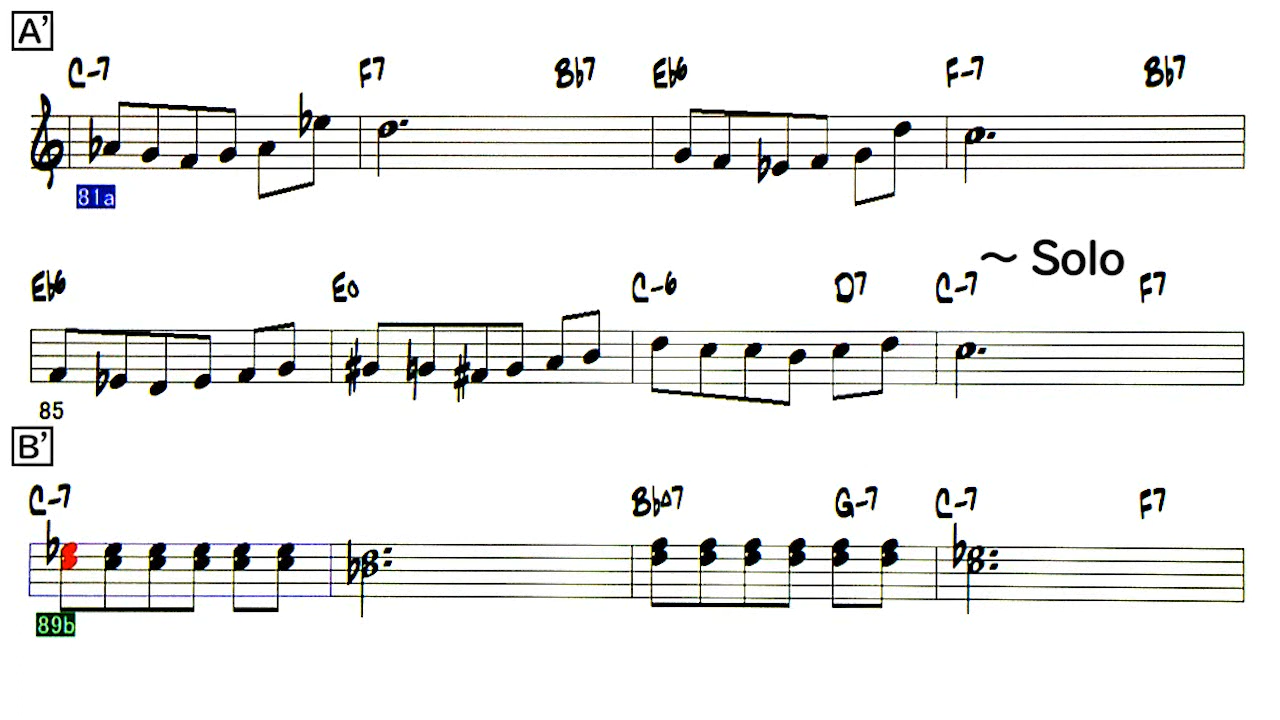 A’
C-7 F7 Bb7 Eb6 F-7 Bb7
81a
~ Solo
Eb6 Eo C-6 D7 C-7 F7
85
B’
C-7 Bb△7 G-7 C-7 F7
89b